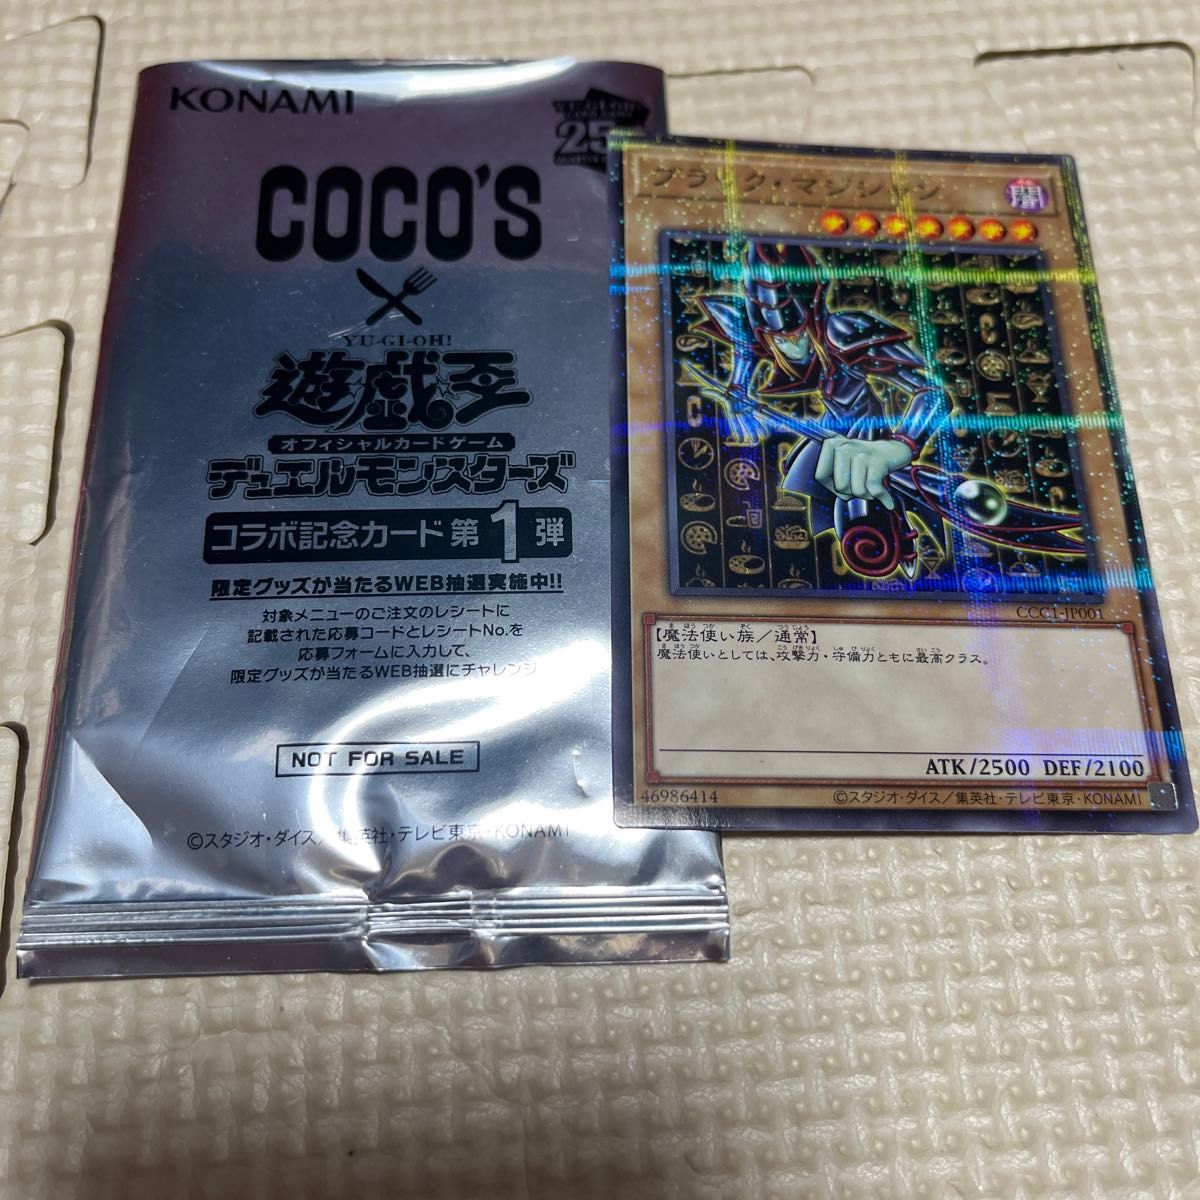 KONAMI
YU-GI-OH!
25
COCO'S
YU-GI-OH!
遊戯王
オフィシャルカードゲーム
デュエルモンスターズ
コラボ記念カード 第1弾
限定グッズが当たるWEB抽選実施中!!
対象メニューのご注文のレシートに
記載された応募コードとレシートNo.を
応募フォームに入力して、
限定グッズが当たるWEB抽選にチャレンジ
NOT FOR SALE
©スタジオ・ダイス/集英社・テレビ東京・KONAMI
ブラック・マジシャン
闇
CCC1-JP001
【魔法使い族/通常】
魔法使いとしては、攻撃力・守備力ともに最高クラス。
ATK/2500 DEF/2100
46986414
©スタジオ・ダイス/集英社・テレビ東京・KONAMI